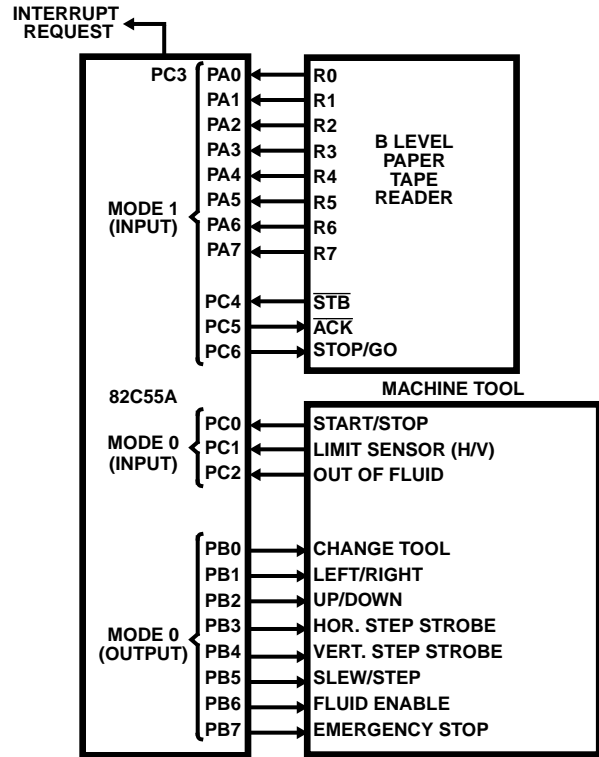 INTERRUPT
REQUEST
PC3 PA0 R0
PA1 R1
PA2 R2
PA3 R3
PA4 R4
PA5 R5
PA6 R6
PA7 R7
MODE 1
(INPUT)
B LEVEL
PAPER
TAPE
READER
PC4 STB
PC5 ACK
PC6 STOP/GO
MACHINE TOOL
82C55A
MODE 0
(INPUT)
PC0 START/STOP
PC1 LIMIT SENSOR (H/V)
PC2 OUT OF FLUID
MODE 0
(OUTPUT)
PB0 CHANGE TOOL
PB1 LEFT/RIGHT
PB2 UP/DOWN
PB3 HOR. STEP STROBE
PB4 VERT. STEP STROBE
PB5 SLEW/STEP
PB6 FLUID ENABLE
PB7 EMERGENCY STOP